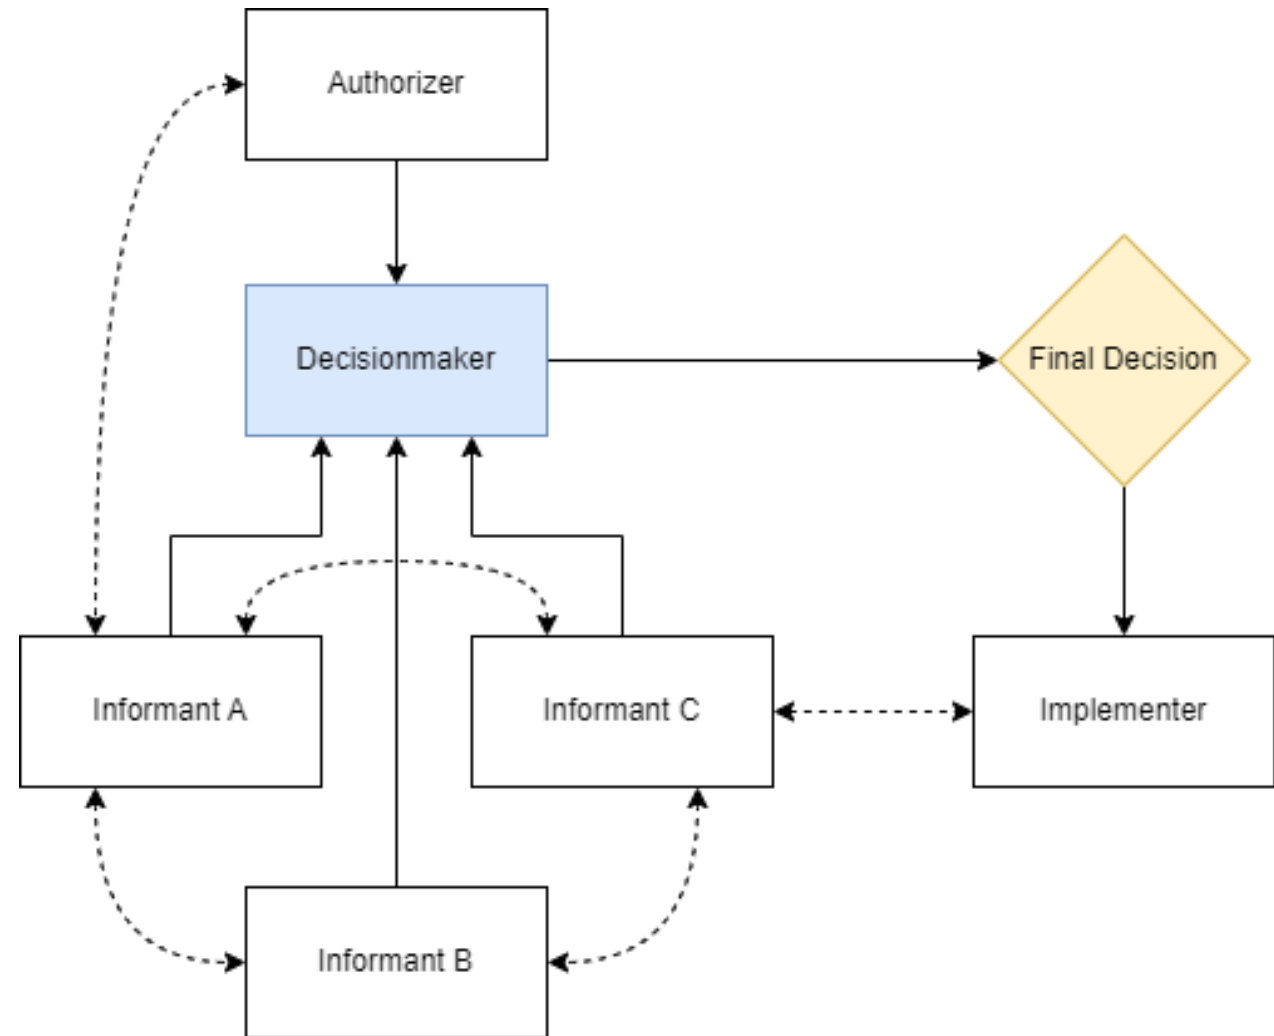 Authorizer
Decisionmaker
Final Decision
Informant A
Informant C
Implementer
Informant B